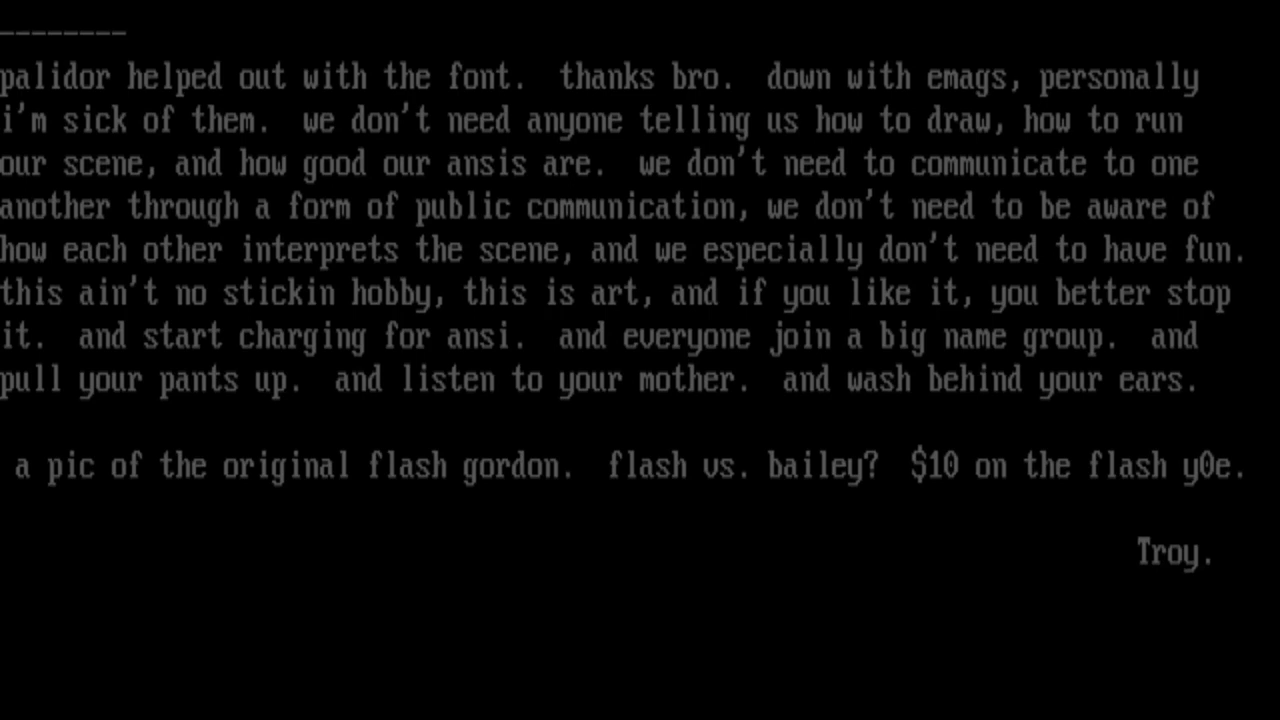 --------
palidor helped out with the font.  thanks bro.  down with emags, personally
i'm sick of them.  we don't need anyone telling us how to draw, how to run
our scene, and how good our ansis are.  we don't need to communicate to one
another through a form of public communication, we don't need to be aware of
how each other interprets the scene, and we especially don't need to have fun.
this ain't no stickin hobby, this is art, and if you like it, you better stop
it.  and start charging for ansi.  and everyone join a big name group.  and
pull your pants up.  and listen to your mother.  and wash behind your ears.
a pic of the original flash gordon.  flash vs. bailey?  $10 on the flash y0e.
Troy.